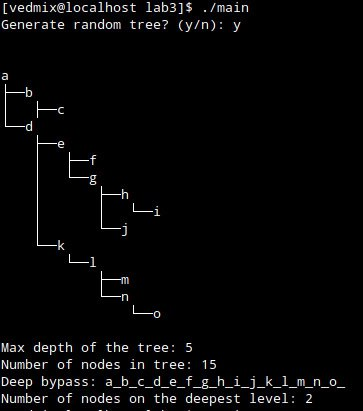 [vedmix@localhost lab3]$ ./main
Generate random tree? (y/n): y
a
├──b
│   ├──c
└──d
    ├──e
    │   ├──f
    │   └──g
    │       ├──h
    │       │   └──i
    │       └──j
    └──k
        └──l
            ├──m
            └──n
                └──o
Max depth of the tree: 5
Number of nodes in tree: 15
Deep bypass: a_b_c_d_e_f_g_h_i_j_k_l_m_n_o_
Number of nodes on the deepest level: 2